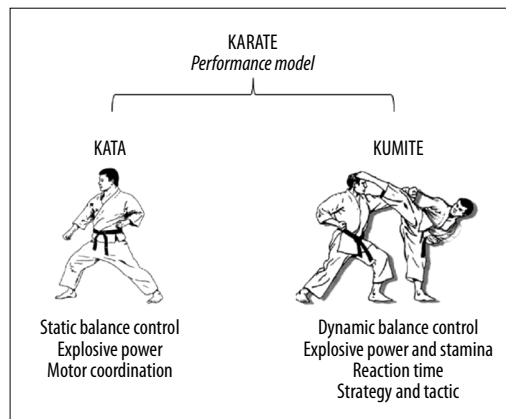 KARATE
Performance model
KATA
KUMITE
Static balance control
Explosive power
Motor coordination
Dynamic balance control
Explosive power and stamina
Reaction time
Strategy and tactic